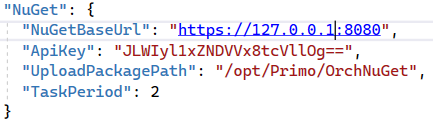 "NuGet": {
"NuGetBaseUrl": "https://127.0.0.1:8080",
"ApiKey": "JLWIyl1xZNDVVx8tcVllOg==",
"UploadPackagePath": "/opt/Primo/OrchNuGet",
"TaskPeriod": 2
}